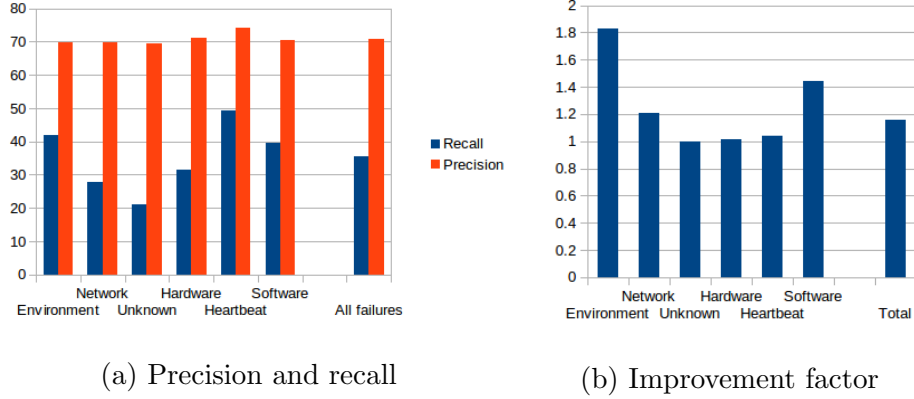 80
70
60
50
40
30
20
10
0
Network Hardware Software
Environment Unknown Heartbeat All failures
Recall
Precision
(a) Precision and recall
2
1.8
1.6
1.4
1.2
1
0.8
0.6
0.4
0.2
0
Network Hardware Software
Environment Unknown Heartbeat Total
(b) Improvement factor